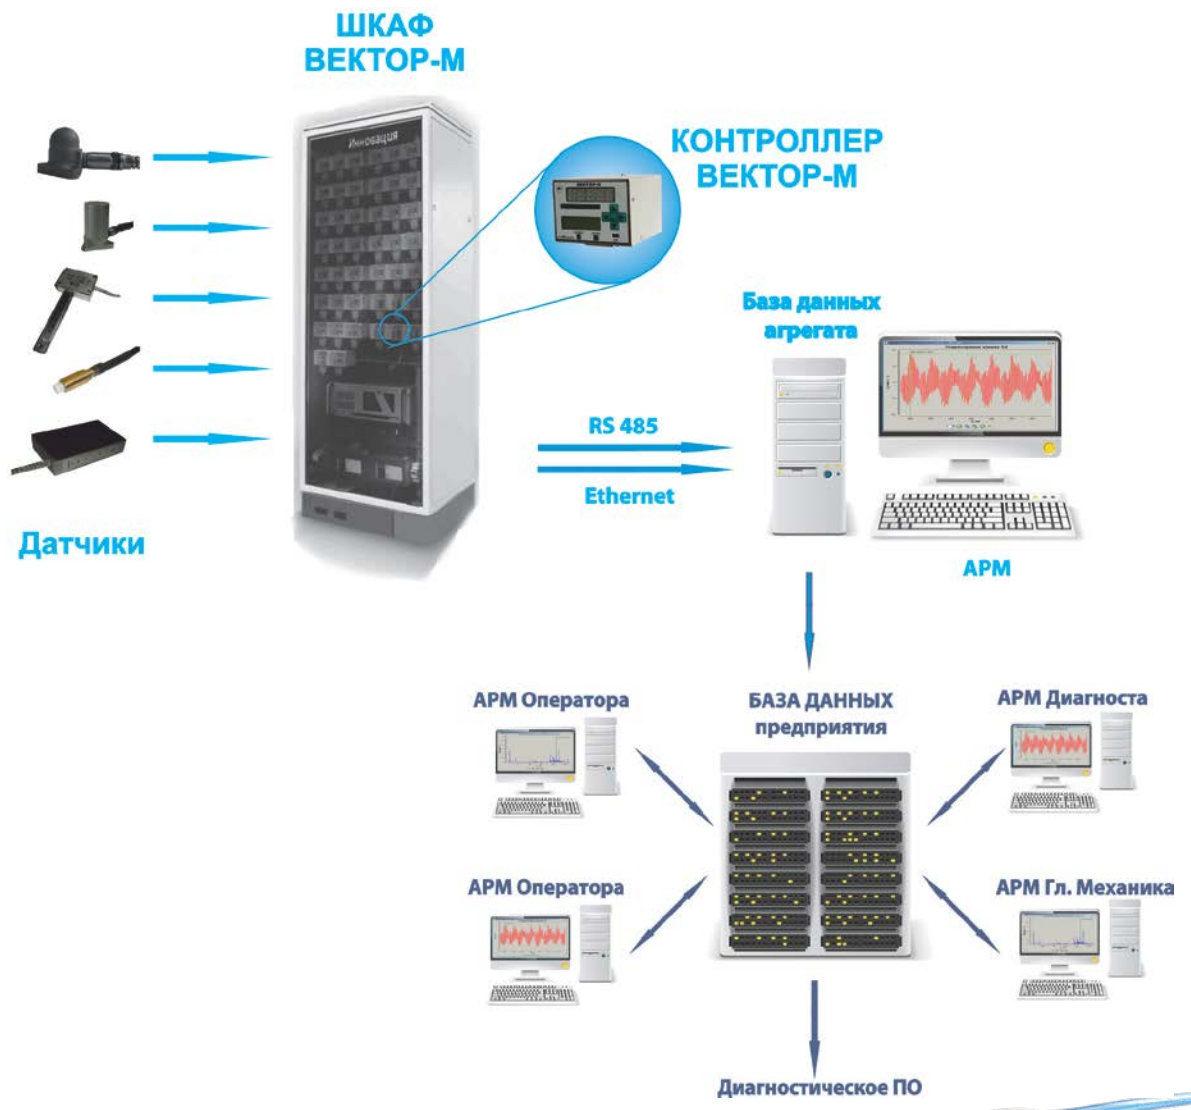 ШКАФ
ВЕКТОР-М
Инновация
КОНТРОЛЛЕР
ВЕКТОР-М
ВЕКТОР-М
База данных
агрегата
RS 485
Ethernet
Датчики
АРМ
АРМ Оператора
БАЗА ДАННЫХ
предприятия
АРМ Диагноста
АРМ Оператора
АРМ Гл. Механика
Диагностическое ПО